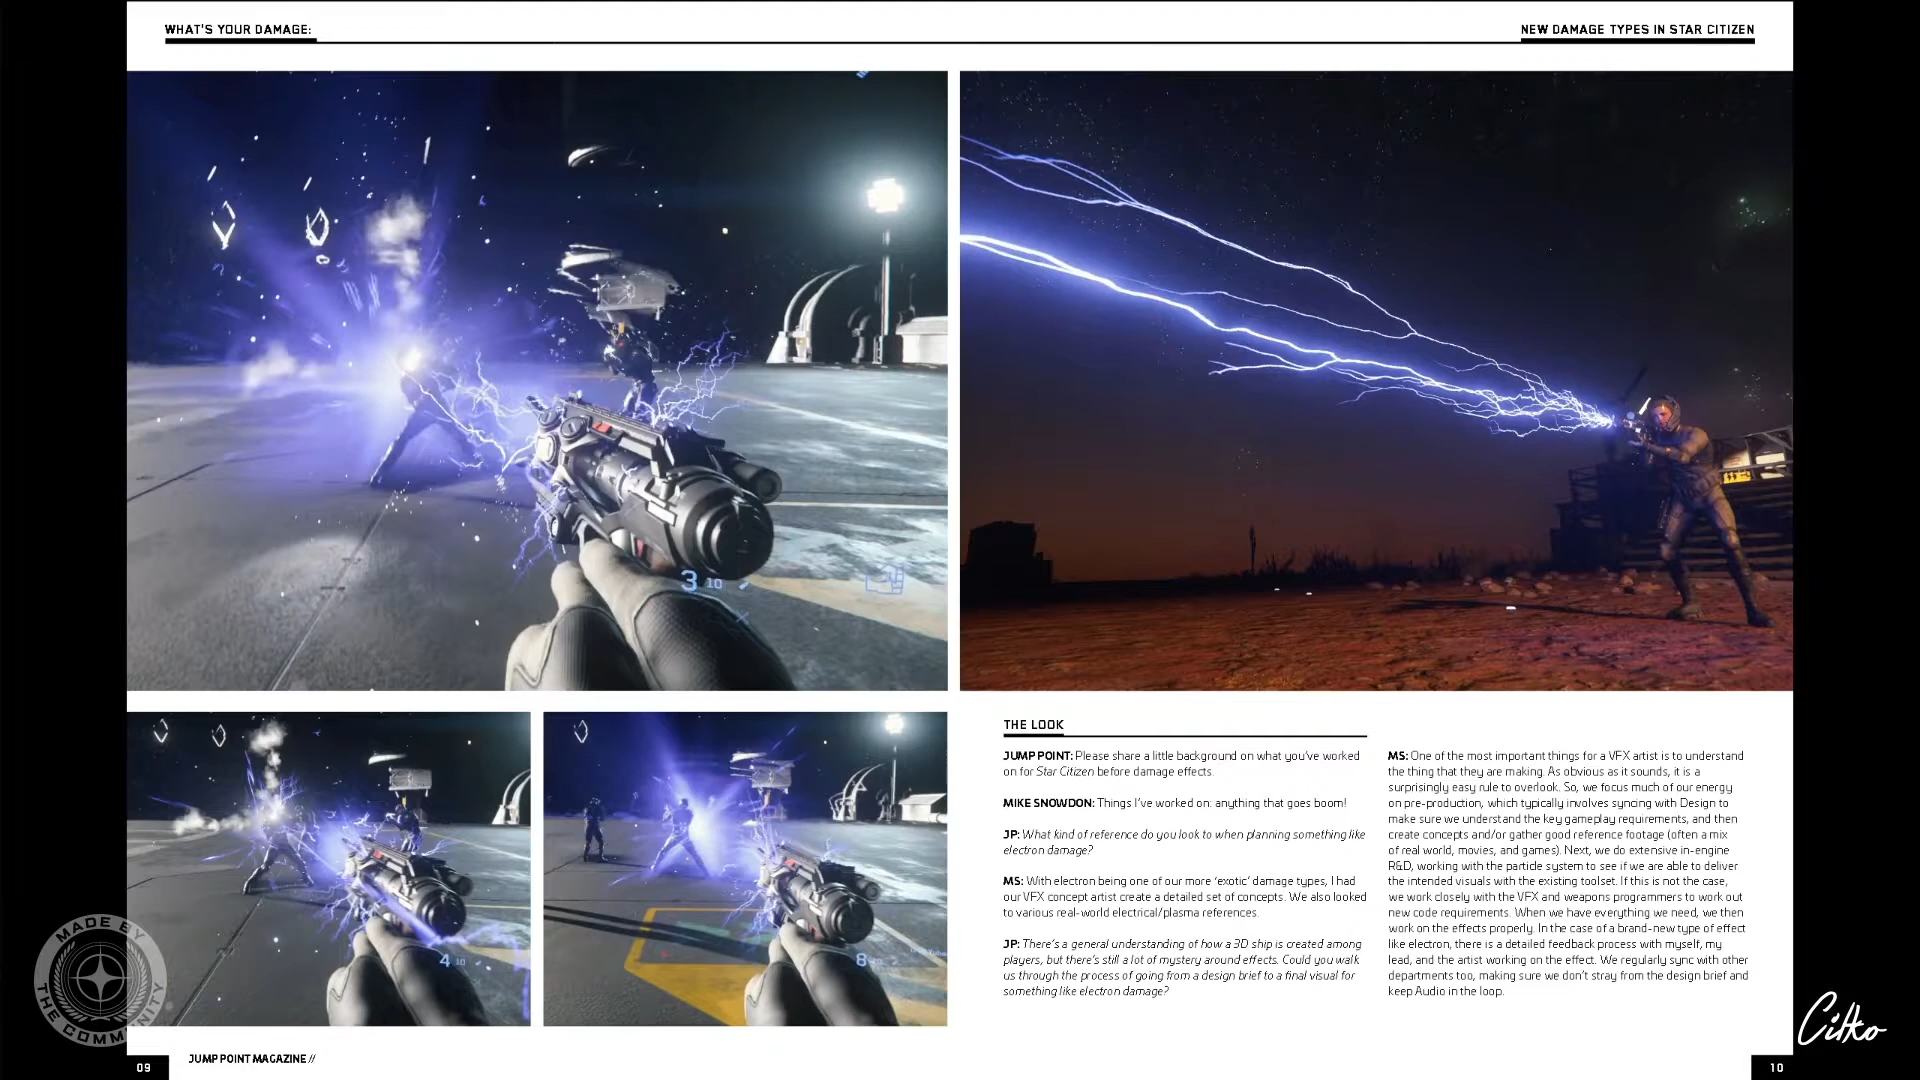 WHAT'S YOUR DAMAGE:
NEW DAMAGE TYPES IN STAR CITIZEN
3 10
4 10
8
THE LOOK
JUMP POINT: Please share a little background on what you've worked
on for Star Citizen before damage effects.
MIKE SNOWDON: Things I've worked on: anything that goes boom!
JP: What kind of reference do you look to when planning something like
electron damage?
MS: With electron being one of our more 'exotic' damage types, I had
our VFX concept artist create a detailed set of concepts. We also looked
to various real-world electrical/plasma references.
JP: There's a general understanding of how a 3D ship is created among
players, but there's still a lot of mystery around effects. Could you walk
us through the process of going from a design brief to a final visual for
something like electron damage?
MS: One of the most important things for a VFX artist is to understand
the thing that they are making. As obvious as it sounds, it is a
surprisingly easy rule to overlook. So, we focus much of our energy
on pre-production, which typically involves syncing with Design to
make sure we understand the key gameplay requirements, and then
create concepts and/or gather good reference footage (often a mix
of real world, movies, and games). Next, we do extensive in-engine
R&D, working with the particle system to see if we are able to deliver
the intended visuals with the existing toolset. If this is not the case,
we work closely with the VFX and weapons programmers to work out
new code requirements. When we have everything we need, we then
work on the effects properly. In the case of a brand-new type of effect
like electron, there is a detailed feedback process with myself, my
lead, and the artist working on the effect. We regularly sync with other
departments too, making sure we don't stray from the design brief and
keep Audio in the loop.
MADE BY
THE COMMUNITY
Citko
09
JUMP POINT MAGAZINE //
10